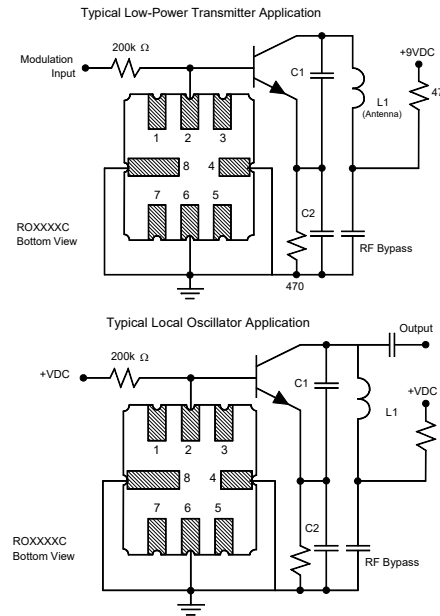 Typical Low-Power Transmitter Application
200k Ω
Modulation
Input
C1
+9VDC
47
L1
(Antenna)
1
2
3
8
4
7
6
5
C2
ROXXXXC
Bottom View
RF Bypass
470
Typical Local Oscillator Application
Output
200k Ω
+VDC
C1
+VDC
L1
1
2
3
8
4
7
6
5
C2
ROXXXXC
Bottom View
RF Bypass